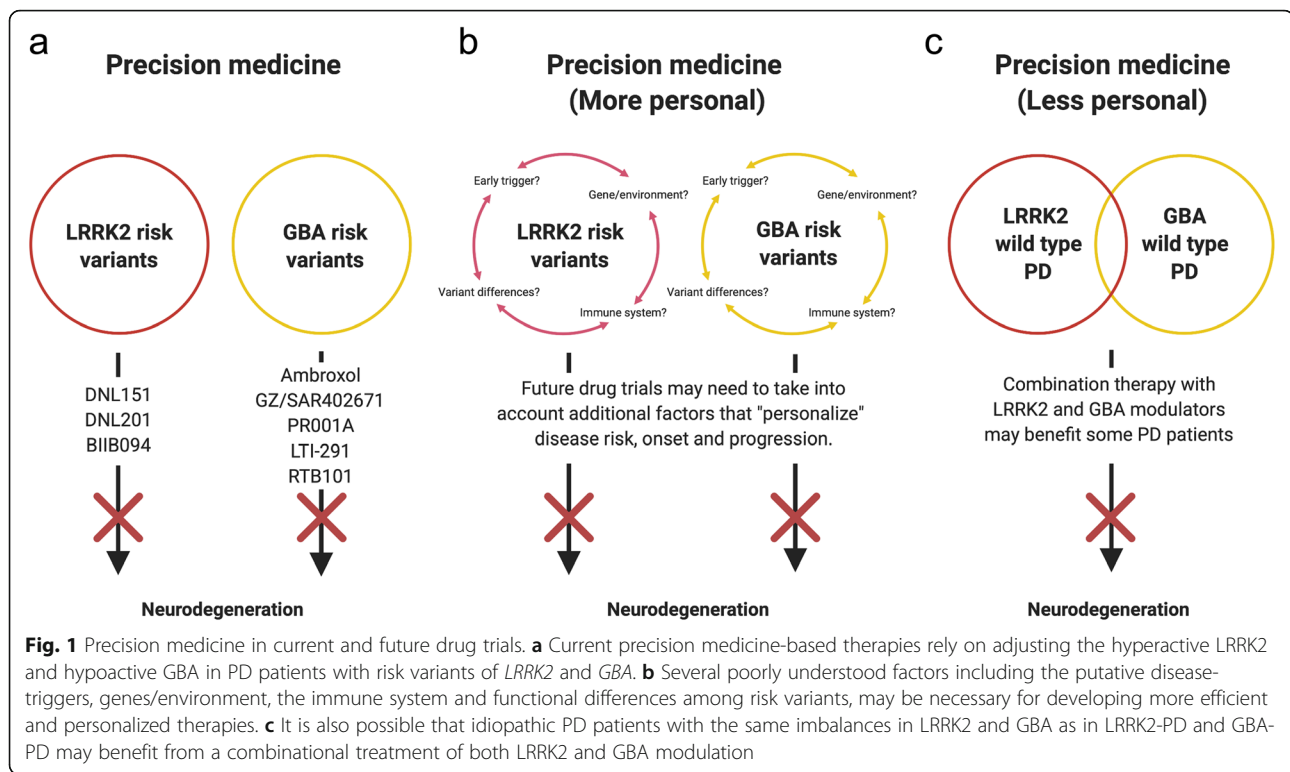 a
Precision medicine
LRRK2 risk
variants
GBA risk
variants
DNL151
DNL201
BIIB094
Ambroxol
GZ/SAR402671
PR001A
LTI-291
RTB101
Neurodegeneration
b
Precision medicine
(More personal)
Early trigger?
Gene/environment?
LRRK2 risk
variants
Variant differences?
Immune system?
Early trigger?
Gene/environment?
GBA risk
variants
Variant differences?
Immune system?
Future drug trials may need to take into
account additional factors that "personalize"
disease risk, onset and progression.
Neurodegeneration
c
Precision medicine
(Less personal)
LRRK2
wild type
PD
GBA
wild type
PD
Combination therapy with
LRRK2 and GBA modulators
may benefit some PD patients
Neurodegeneration
Fig. 1 Precision medicine in current and future drug trials. a Current precision medicine-based therapies rely on adjusting the hyperactive LRRK2
and hypoactive GBA in PD patients with risk variants of LRRK2 and GBA. b Several poorly understood factors including the putative disease-
triggers, genes/environment, the immune system and functional differences among risk variants, may be necessary for developing more efficient
and personalized therapies. c It is also possible that idiopathic PD patients with the same imbalances in LRRK2 and GBA as in LRRK2-PD and GBA-
PD may benefit from a combinational treatment of both LRRK2 and GBA modulation